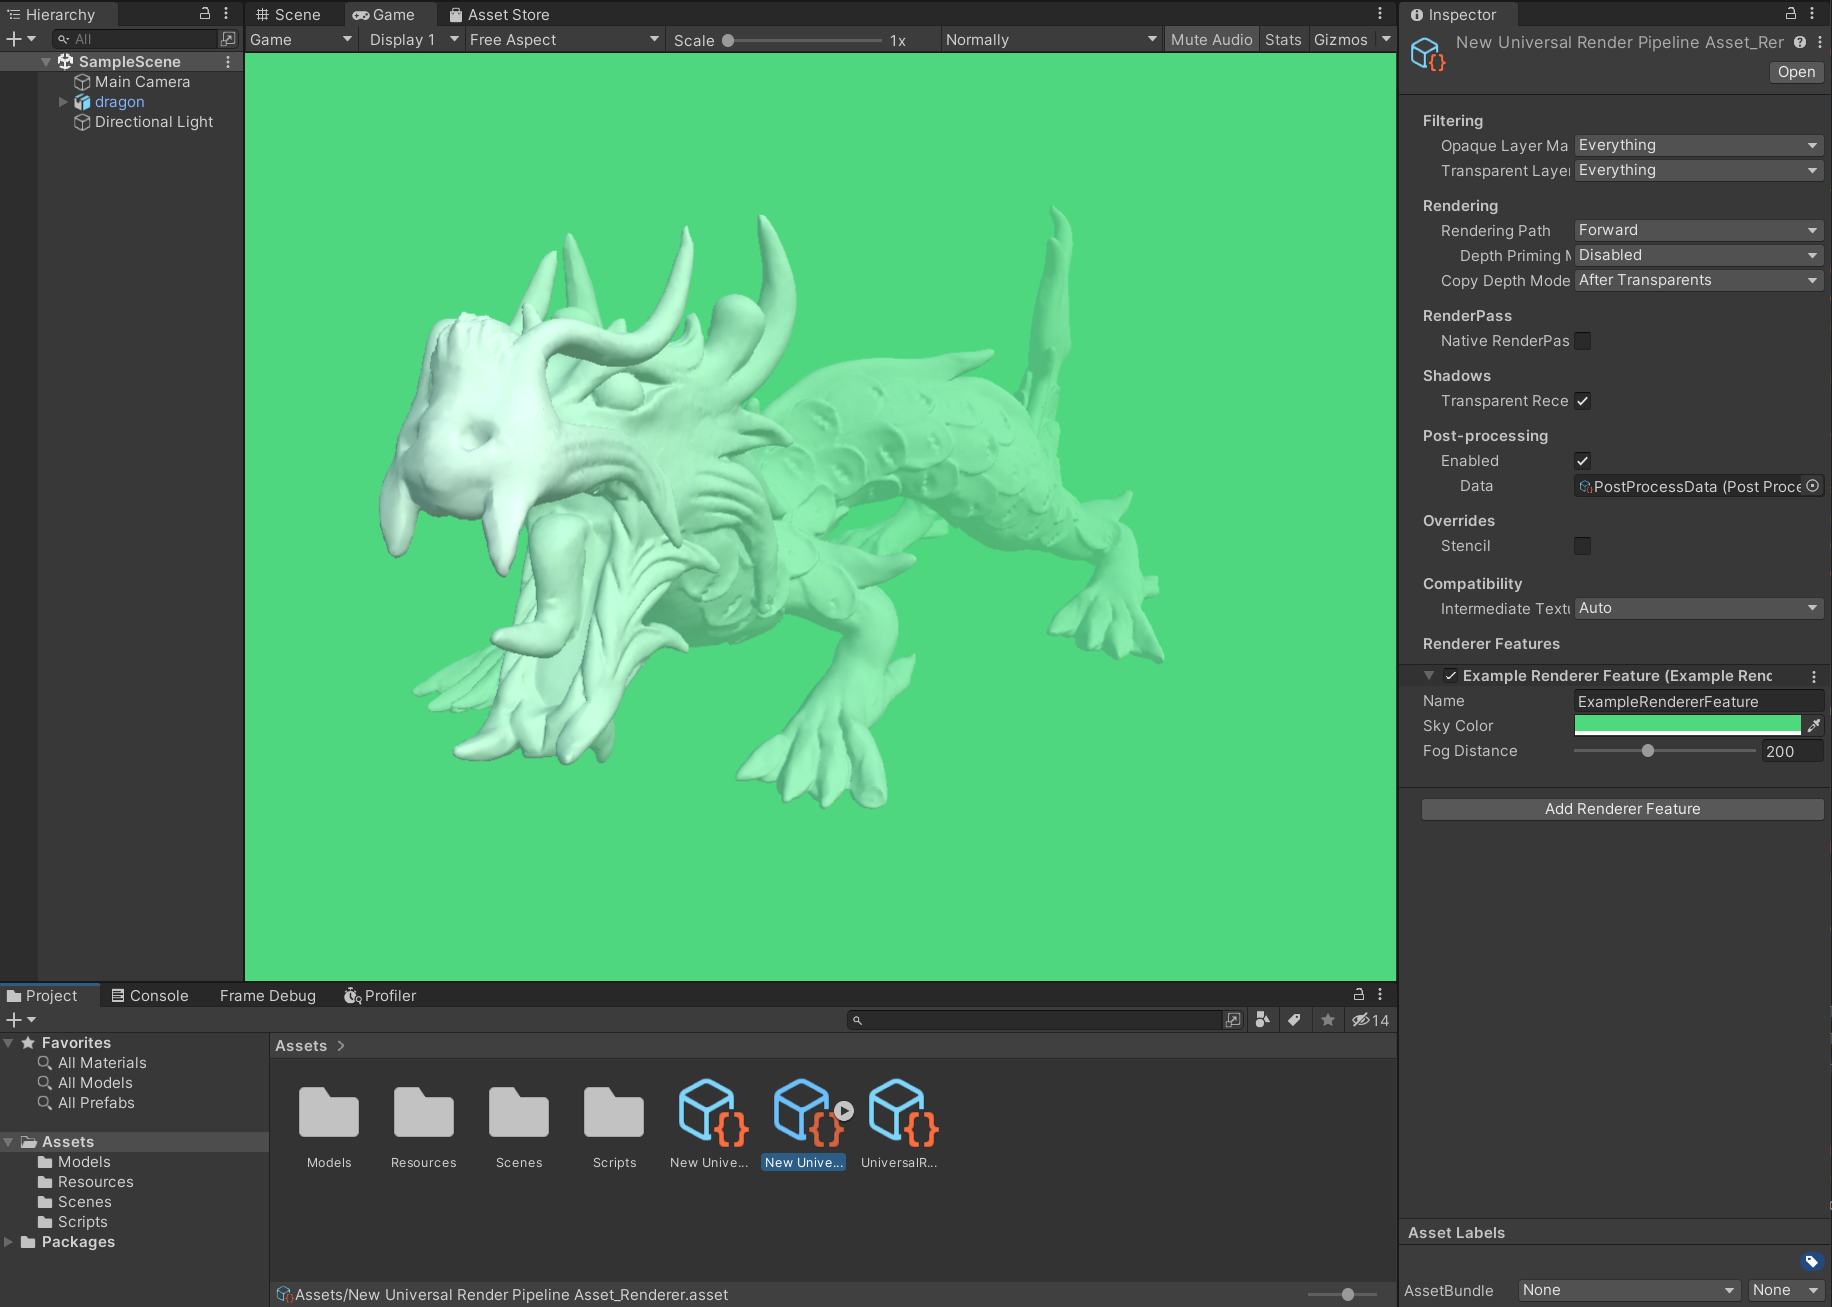 Hierarchy
All
SampleScene
Main Camera
dragon
Directional Light
Scene
Game
Asset Store
Game
Display 1
Free Aspect
Scale
1x
Normally
Mute Audio
Stats
Gizmos
Inspector
New Universal Render Pipeline Asset_Rer
Open
Filtering
Opaque Layer Ma
Everything
Transparent Layer
Everything
Rendering
Rendering Path
Forward
Depth Priming M
Disabled
Copy Depth Mode
After Transparents
RenderPass
Native RenderPas
Shadows
Transparent Rece
Post-processing
Enabled
Data
PostProcessData (Post Proce
Overrides
Stencil
Compatibility
Intermediate Textu
Auto
Renderer Features
Example Renderer Feature (Example Renc
Name
ExampleRendererFeature
Sky Color
Fog Distance
200
Add Renderer Feature
Project
Console
Frame Debug
Profiler
14
Favorites
All Materials
All Models
All Prefabs
Assets
Models
Resources
Scenes
Scripts
Packages
Assets >
Models
Resources
Scenes
Scripts
New Unive...
New Unive...
UniversalR...
Assets/New Universal Render Pipeline Asset_Renderer.asset
Asset Labels
AssetBundle
None
None